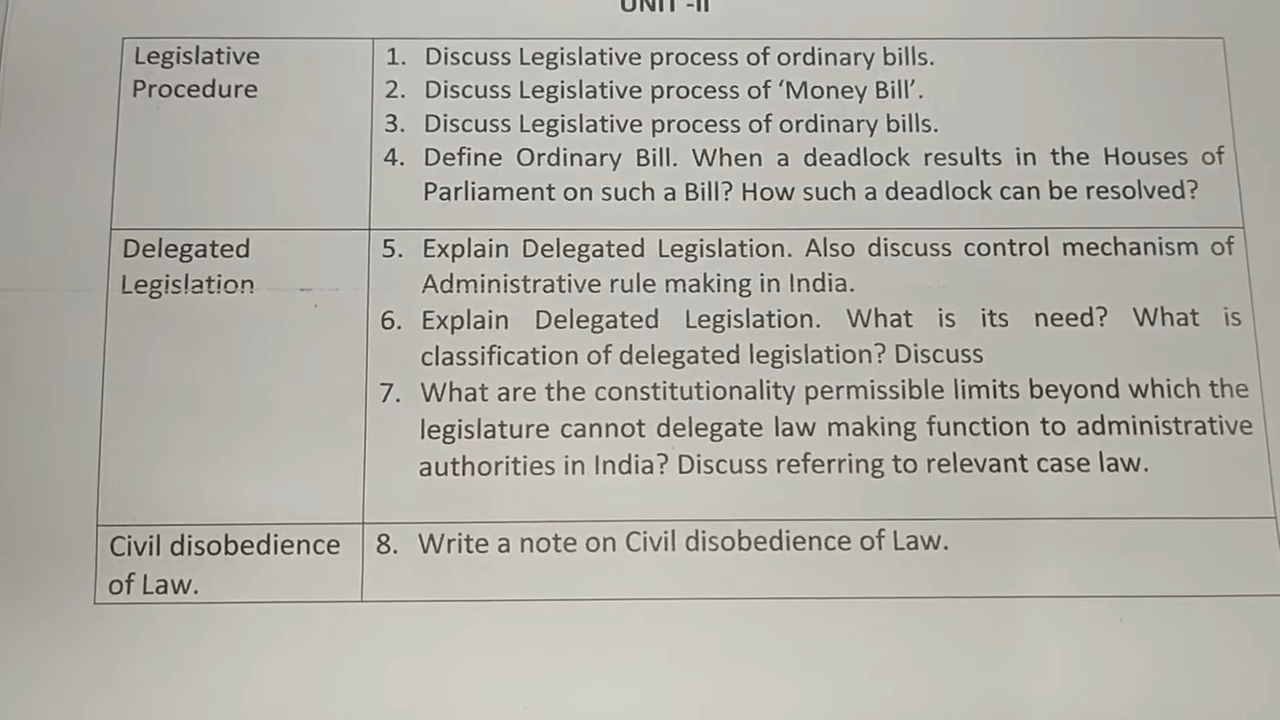 UNIT -II
Legislative
Procedure
1. Discuss Legislative process of ordinary bills.
2. Discuss Legislative process of ‘Money Bill’.
3. Discuss Legislative process of ordinary bills.
4. Define Ordinary Bill. When a deadlock results in the Houses of
Parliament on such a Bill? How such a deadlock can be resolved?
Delegated
Legislation
5. Explain Delegated Legislation. Also discuss control mechanism of
Administrative rule making in India.
6. Explain Delegated Legislation. What is its need? What is
classification of delegated legislation? Discuss
7. What are the constitutionality permissible limits beyond which the
legislature cannot delegate law making function to administrative
authorities in India? Discuss referring to relevant case law.
Civil disobedience
of Law.
8. Write a note on Civil disobedience of Law.